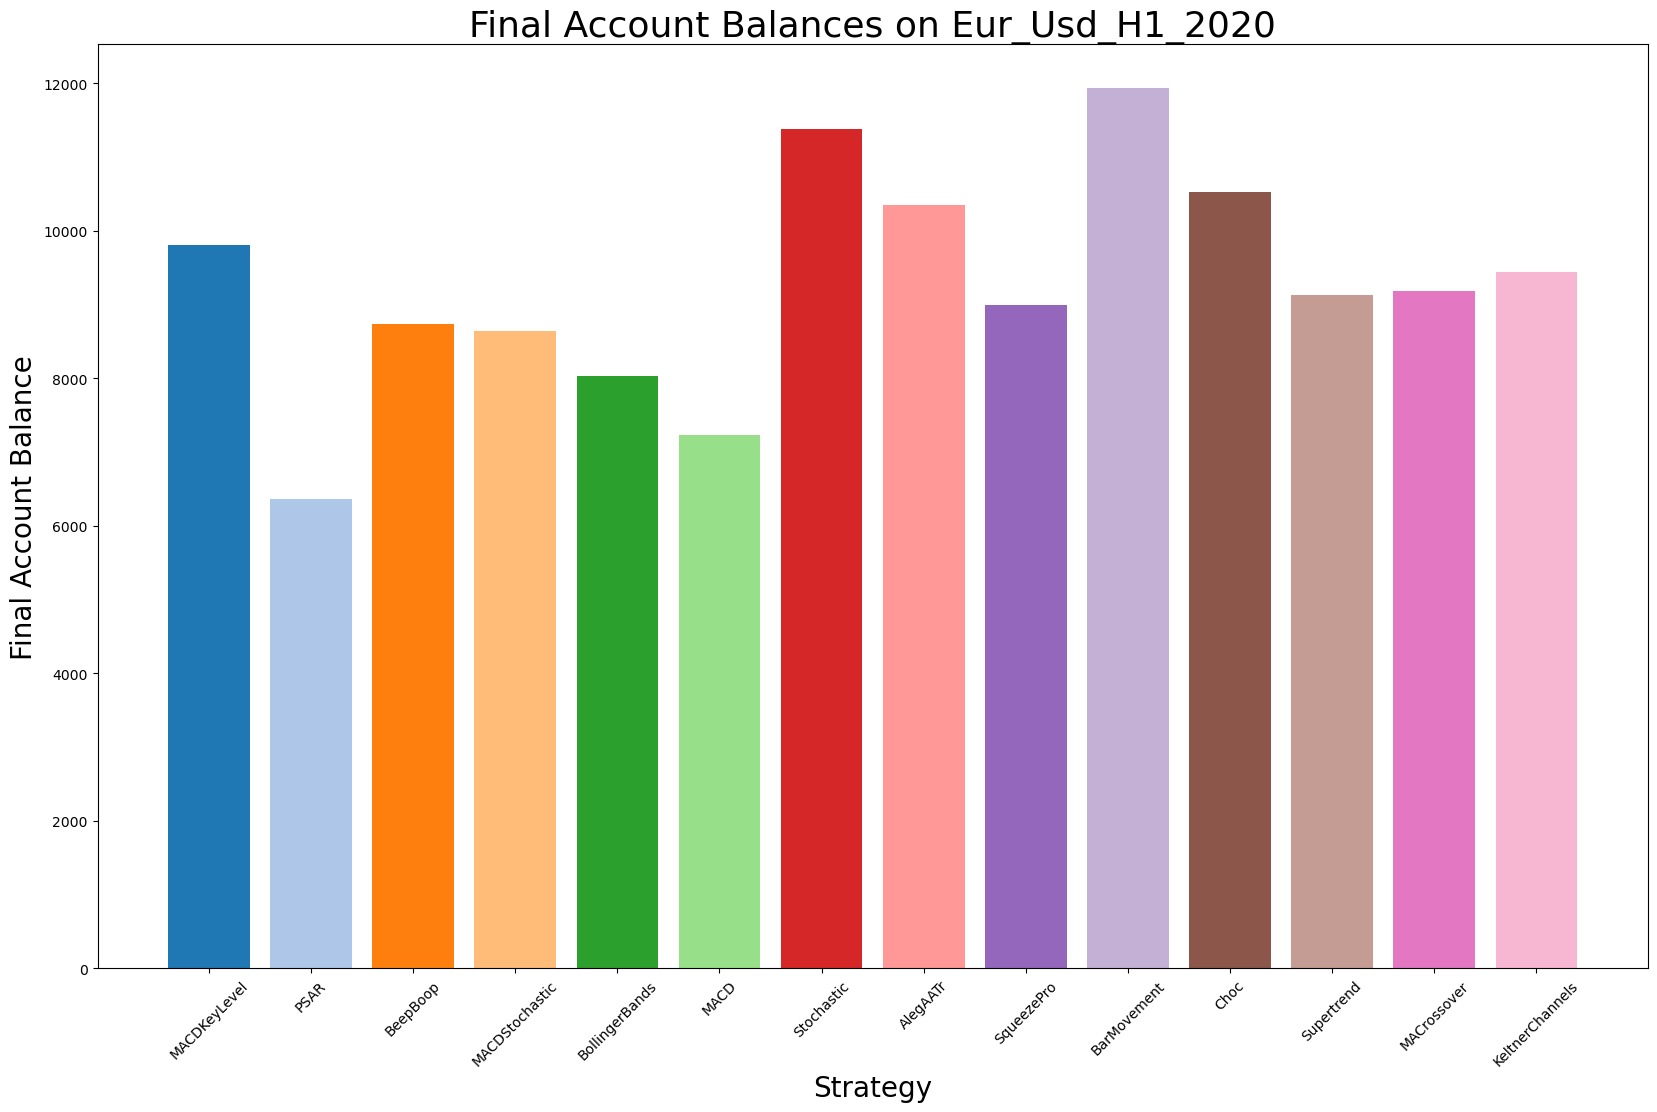 Final Account Balances on Eur_Usd_H1_2020
Final Account Balance
12000
10000
8000
6000
4000
2000
0
MACDKeyLevel
PSAR
BeepBoop
MACDStochastic
BollingerBands
MACD
Stochastic
AlegAATr
SqueezePro
BarMovement
Choc
Supertrend
MACrossover
KeltnerChannels
Strategy